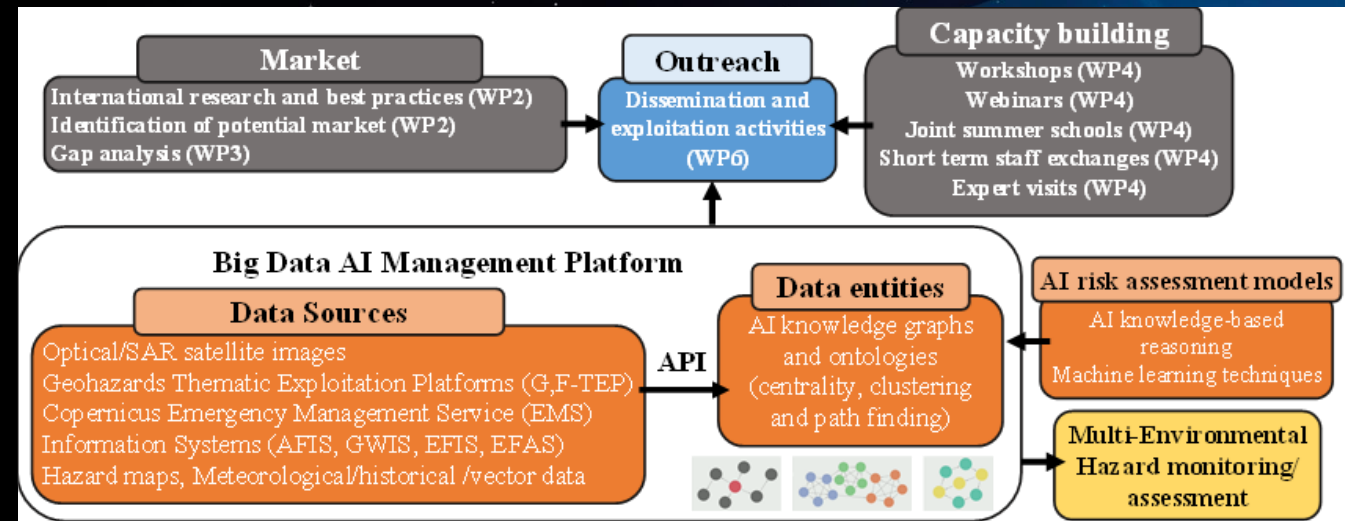 Market
International research and best practices (WP2)
Identification of potential market (WP2)
Gap analysis (WP3)
Outreach
Dissemination and
exploitation activities
(WP6)
Capacity building
Workshops (WP4)
Webinars (WP4)
Joint summer schools (WP4)
Short term staff exchanges (WP4)
Expert visits (WP4)
Big Data AI Management Platform
Data Sources
Optical/SAR satellite images
Geohazards Thematic Exploitation Platforms (G,F-TEP)
Copernicus Emergency Management Service (EMS)
Information Systems (AFIS, GWIS, EFIS, EFAS)
Hazard maps, Meteorological/historical /vector data
API
Data entities
AI knowledge graphs
and ontologies
(centrality, clustering
and path finding)
AI risk assessment models
AI knowledge-based
reasoning
Machine learning techniques
Multi-Environmental
Hazard monitoring/
assessment